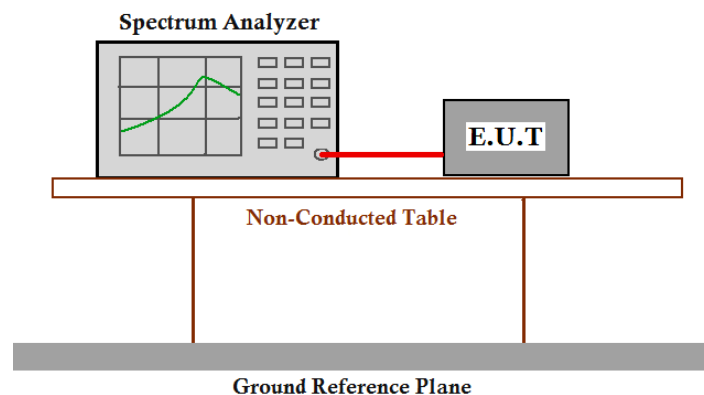 Spectrum Analyzer
E.U.T
Non-Conducted Table
Ground Reference Plane